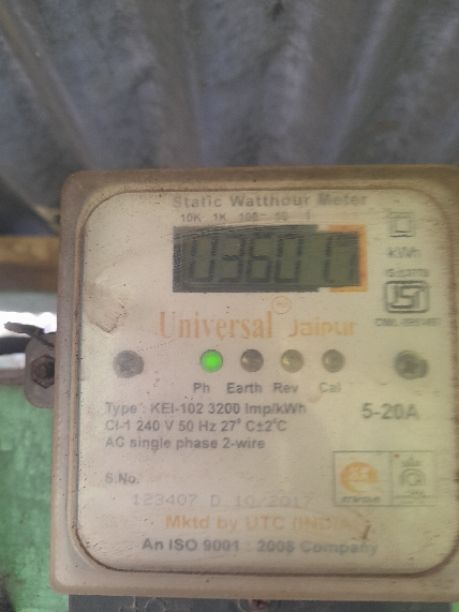 Static Watthour Meter
10K 1K 100 10 1
kWh
Universal Jaipur
Ph Earth Rev Cal
Type : KEI-102 3200 Imp/kWh
5-20A
Cl-1 240 V 50 Hz 27°C±2°C
AC single phase 2-wire
S.No.
123407 D 10/2017
Mktd by UTC (INDIA)
An ISO 9001 : 2008 Company